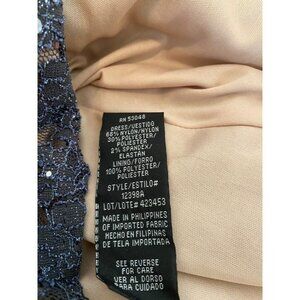 RN 55048
DRESS/VESTIDO
68% NYLON/NYLON
30% POLYESTER/
POLIESTER
2% SPANDEX/
ELASTÁN
LINING/FORRO
100% POLYESTER/
POLIESTER
STYLE/ESTILO#
12398A
LOT/LOTE# 423453
MADE IN PHILIPPINES
OF IMPORTED FABRIC
HECHO EN FILIPINAS
DE TELA IMPORTADA
SEE REVERSE
FOR CARE
VER AL DORSO
PARA CUIDADO